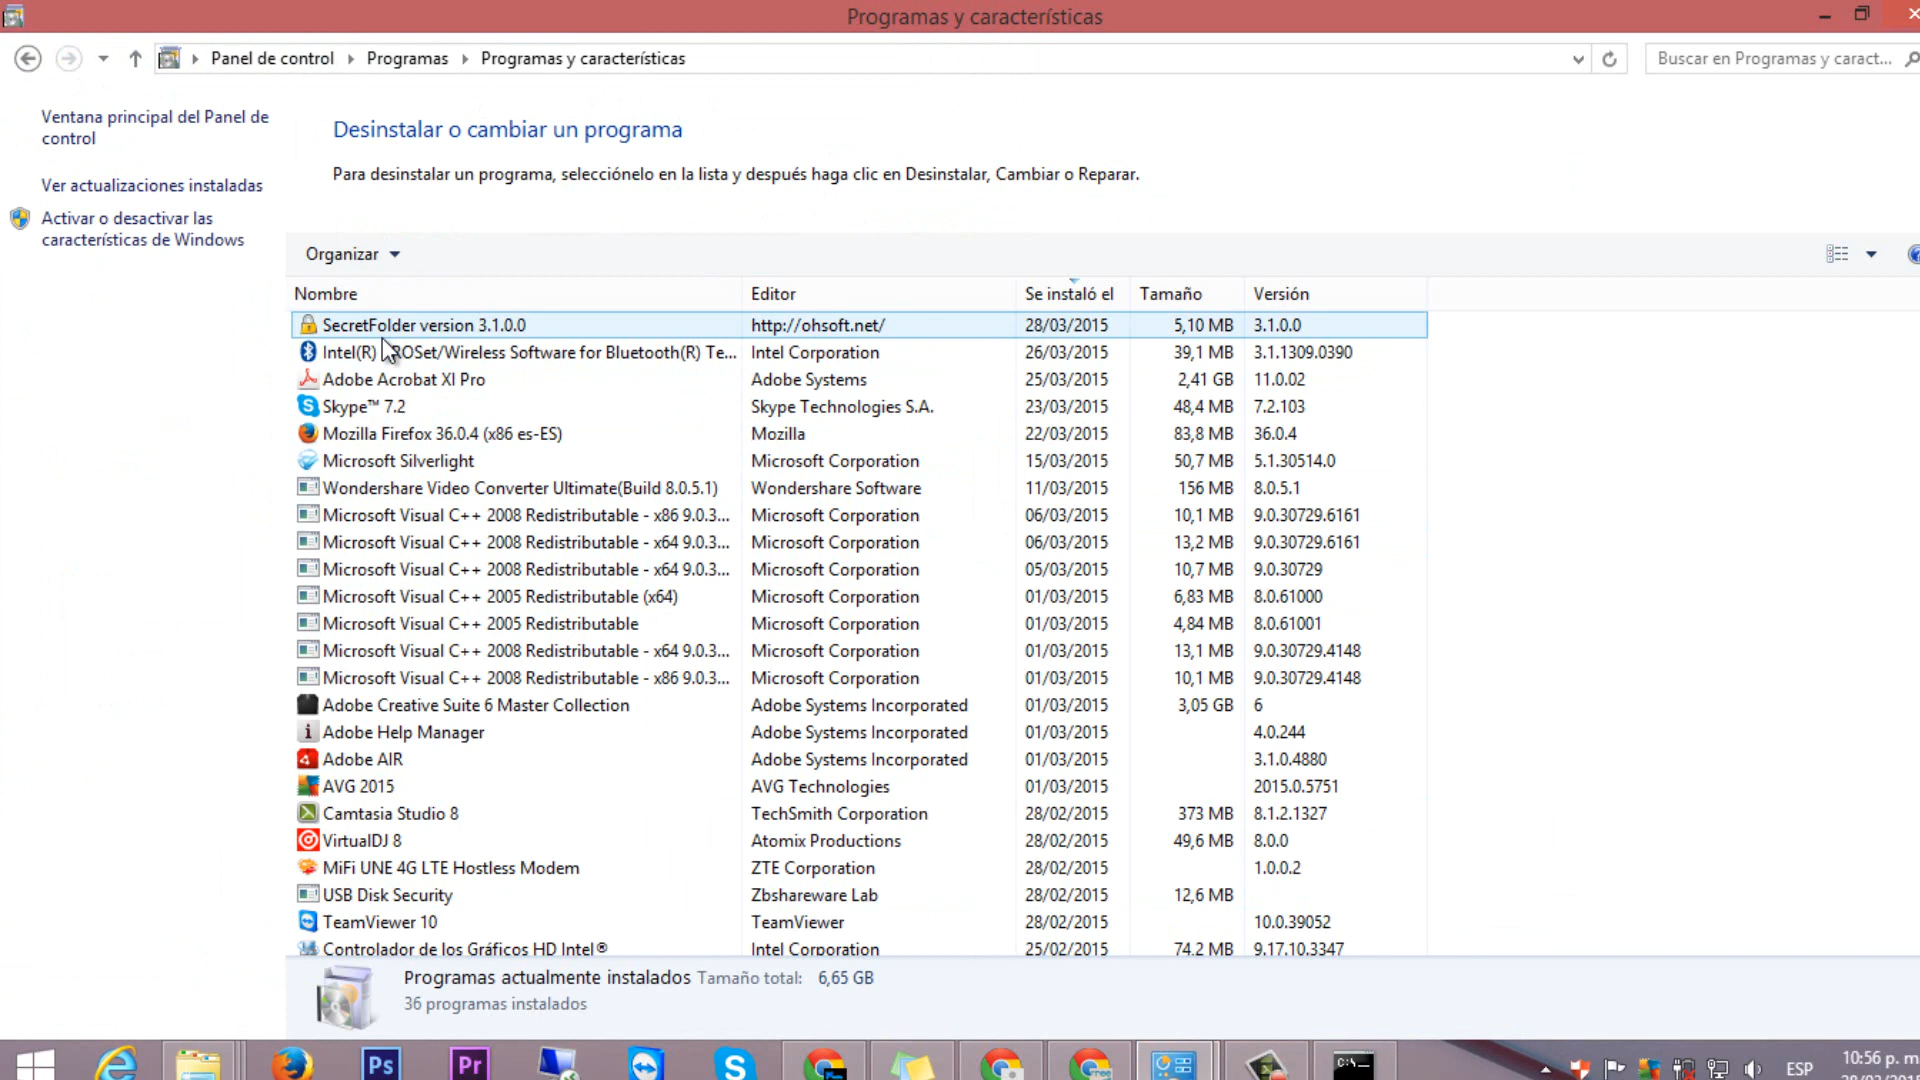 Programas y características
Panel de control Programas Programas y características
Buscar en Programas y caract...
Ventana principal del Panel de
control
Ver actualizaciones instaladas
Activar o desactivar las
características de Windows
Desinstalar o cambiar un programa
Para desinstalar un programa, selecciónelo en la lista y después haga clic en Desinstalar, Cambiar o Reparar.
Organizar
Nombre Editor Se instaló el Tamaño Versión
SecretFolder version 3.1.0.0 http://ohsoft.net/ 28/03/2015 5,10 MB 3.1.0.0
Intel(R) ROSet/Wireless Software for Bluetooth(R) Te... Intel Corporation 26/03/2015 39,1 MB 3.1.1309.0390
Adobe Acrobat XI Pro Adobe Systems 25/03/2015 2,41 GB 11.0.02
Skype™ 7.2 Skype Technologies S.A. 23/03/2015 48,4 MB 7.2.103
Mozilla Firefox 36.0.4 (x86 es-ES) Mozilla 22/03/2015 83,8 MB 36.0.4
Microsoft Silverlight Microsoft Corporation 15/03/2015 50,7 MB 5.1.30514.0
Wondershare Video Converter Ultimate(Build 8.0.5.1) Wondershare Software 11/03/2015 156 MB 8.0.5.1
Microsoft Visual C++ 2008 Redistributable - x86 9.0.3... Microsoft Corporation 06/03/2015 10,1 MB 9.0.30729.6161
Microsoft Visual C++ 2008 Redistributable - x64 9.0.3... Microsoft Corporation 06/03/2015 13,2 MB 9.0.30729.6161
Microsoft Visual C++ 2008 Redistributable - x64 9.0.3... Microsoft Corporation 05/03/2015 10,7 MB 9.0.30729
Microsoft Visual C++ 2005 Redistributable (x64) Microsoft Corporation 01/03/2015 6,83 MB 8.0.61000
Microsoft Visual C++ 2005 Redistributable Microsoft Corporation 01/03/2015 4,84 MB 8.0.61001
Microsoft Visual C++ 2008 Redistributable - x64 9.0.3... Microsoft Corporation 01/03/2015 13,1 MB 9.0.30729.4148
Microsoft Visual C++ 2008 Redistributable - x86 9.0.3... Microsoft Corporation 01/03/2015 10,1 MB 9.0.30729.4148
Adobe Creative Suite 6 Master Collection Adobe Systems Incorporated 01/03/2015 3,05 GB 6
Adobe Help Manager Adobe Systems Incorporated 01/03/2015 4.0.244
Adobe AIR Adobe Systems Incorporated 01/03/2015 3.1.0.4880
AVG 2015 AVG Technologies 01/03/2015 2015.0.5751
Camtasia Studio 8 TechSmith Corporation 28/02/2015 373 MB 8.1.2.1327
VirtualDJ 8 Atomix Productions 28/02/2015 49,6 MB 8.0.0
MiFi UNE 4G LTE Hostless Modem ZTE Corporation 28/02/2015 1.0.0.2
USB Disk Security Zbshareware Lab 28/02/2015 12,6 MB
TeamViewer 10 TeamViewer 28/02/2015 10.0.39052
Controlador de los Gráficos HD Intel® Intel Corporation 25/02/2015 74,2 MB 9.17.10.3347
Programas actualmente instalados Tamaño total: 6,65 GB
36 programas instalados
Ps Pr ESP 10:56 p. m